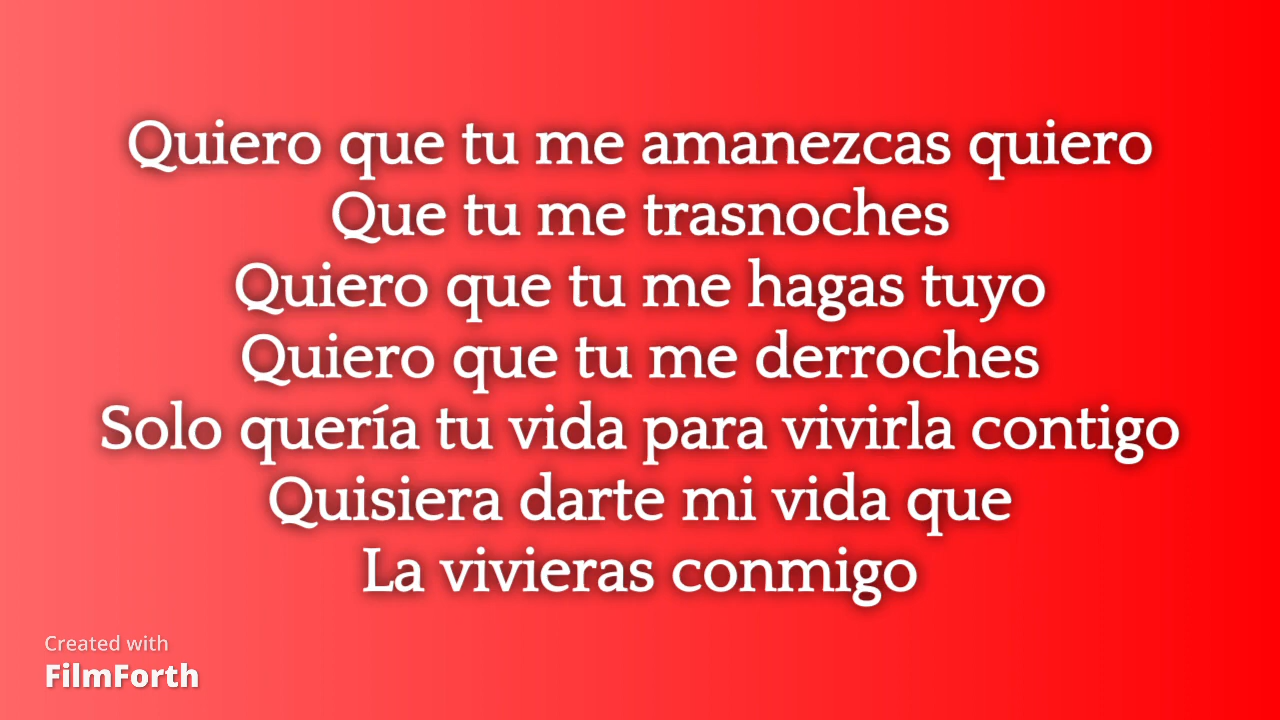 Quiero que tu me amanezcas quiero
Que tu me trasnoches
Quiero que tu me hagas tuyo
Quiero que tu me derroches
Solo quería tu vida para vivirla contigo
Quisiera darte mi vida que
La vivieras conmigo
Created with
FilmForth